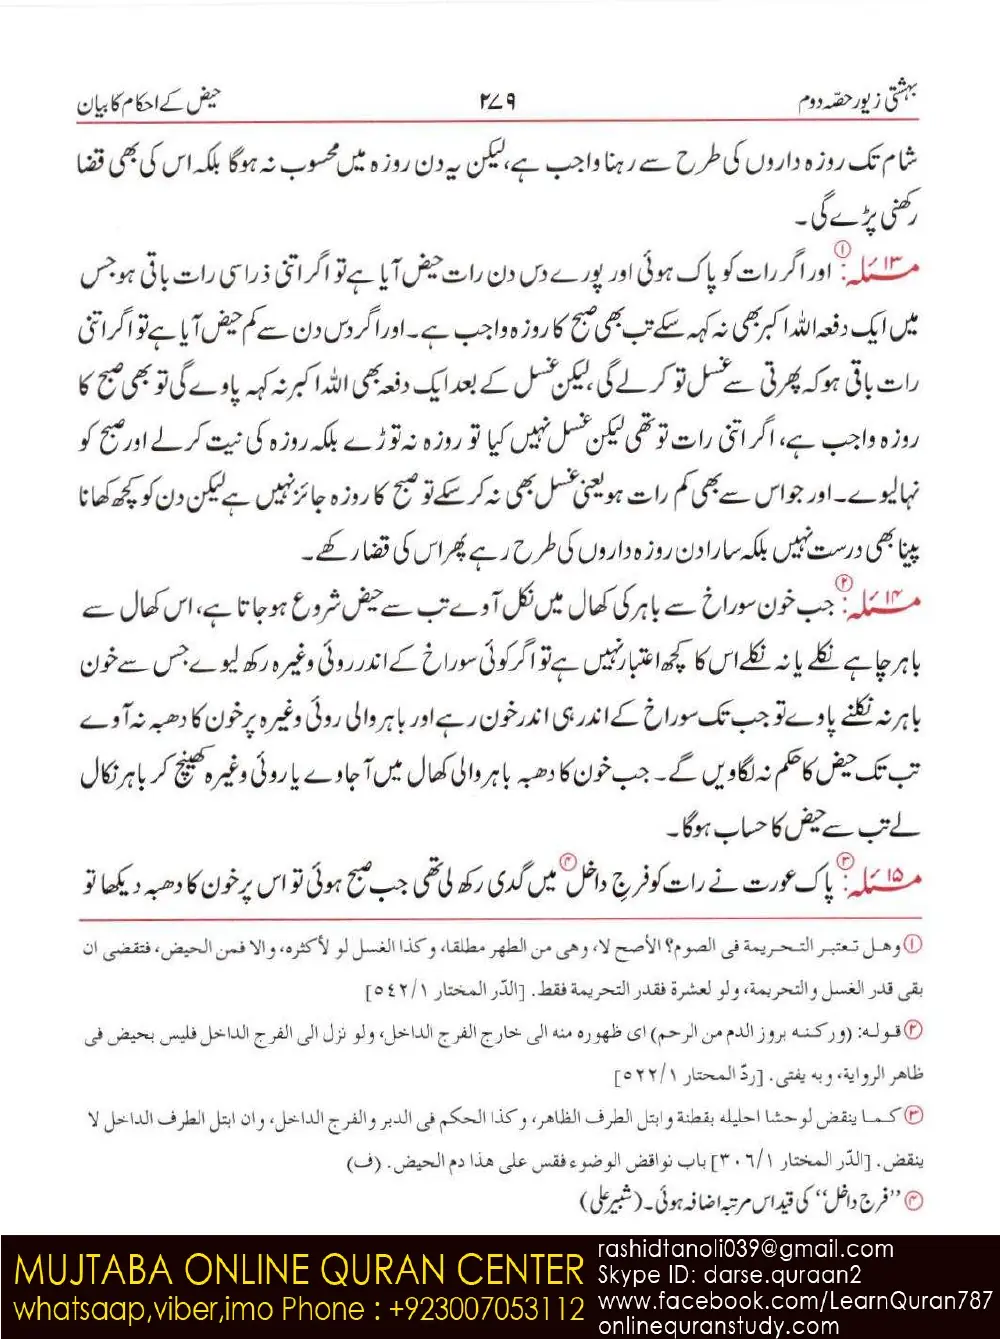 بہشتی زیور حصّہ دوم ۲۷۹ حیض کے احکام کا بیان
شام تک روزہ داروں کی طرح سے رہنا واجب ہے، لیکن یہ دن روزہ میں محسوب نہ ہوگا بلکہ اس کی بھی قضا
رکھنی پڑے گی۔
مسئلہ ۱۳: ① اور اگر رات کو پاک ہوئی اور پورے دس دن رات حیض آیا ہے تو اگر اتنی ذرا سی رات باقی ہو جس
میں ایک دفعہ اللہ اکبر بھی نہ کہہ سکے تب بھی صبح کا روزہ واجب ہے۔ اور اگر دس دن سے کم حیض آیا ہے تو اگر اتنی
رات باقی ہو کہ پھرتی سے غسل تو کر لے گی، لیکن غسل کے بعد ایک دفعہ بھی اللہ اکبر نہ کہہ پاوے گی تو بھی صبح کا
روزہ واجب ہے، اگر اتنی رات تو تھی لیکن غسل نہیں کیا تو روزہ نہ توڑے بلکہ روزہ کی نیت کر لے اور صبح کو
نہا لیوے۔ اور جو اس سے بھی کم رات ہو یعنی غسل بھی نہ کر سکے تو صبح کا روزہ جائز نہیں ہے لیکن دن کو کچھ کھانا
پینا بھی درست نہیں بلکہ سارا دن روزہ داروں کی طرح رہے پھر اس کی قضا رکھے۔
مسئلہ ۱۴: ② جب خون سوراخ سے باہر کی کھال میں نکل آوے تب سے حیض شروع ہو جاتا ہے، اس کھال سے
باہر چاہے نکلے یا نہ نکلے اس کا کچھ اعتبار نہیں ہے تو اگر کوئی سوراخ کے اندر روئی وغیرہ رکھ لیوے جس سے خون
باہر نہ نکلنے پاوے تو جب تک سوراخ کے اندر ہی اندر خون رہے اور باہر والی روئی وغیرہ پر خون کا دھبہ نہ آوے
تب تک حیض کا حکم نہ لگاویں گے۔ جب خون کا دھبہ باہر والی کھال میں آجاوے یا روئی وغیرہ کھینچ کر باہر نکال
لے تب سے حیض کا حساب ہوگا۔
مسئلہ ۱۵: ③ پاک عورت نے رات کو فرجِ داخل ④ میں گدی رکھ لی تھی جب صبح ہوئی تو اس پر خون کا دھبہ دیکھا تو
① وهل تعتبر التحريمة فى الصوم؟ الأصح لا، وهى من الطهر مطلقا، وكذا الغسل لو لأكثره، والا فمن الحيض، فتقضى ان
بقى قدر الغسل والتحريمة، ولو لعشرة فقدر التحريمة فقط. [الدّر المختار ۱/٥٤٢]
② قوله: (وركنه بروز الدم من الرحم) اى ظهوره منه الى خارج الفرج الداخل، ولو نزل الى الفرج الداخل فليس بحيض فى
ظاهر الرواية، وبه يفتى. [ردّ المحتار ۱/٥٢٢]
③ كما ينقض لو حشا احليله بقطنة وابتل الطرف الظاهر، وكذا الحكم فى الدبر والفرج الداخل، وان ابتل الطرف الداخل لا
ينقض. [الدّر المختار ۱/۳۰٦] باب نواقض الوضوء فقس على هذا دم الحيض. (ف)
④ "فرج داخل" کی قید اس مرتبہ اضافہ ہوئی۔ (شبیر علی)
MUJTABA ONLINE QURAN CENTER
whatsaap,viber,imo Phone : +923007053112
rashidtanoli039@gmail.com
Skype ID: darse.quraan2
www.facebook.com/LearnQuran787
onlinequranstudy.com